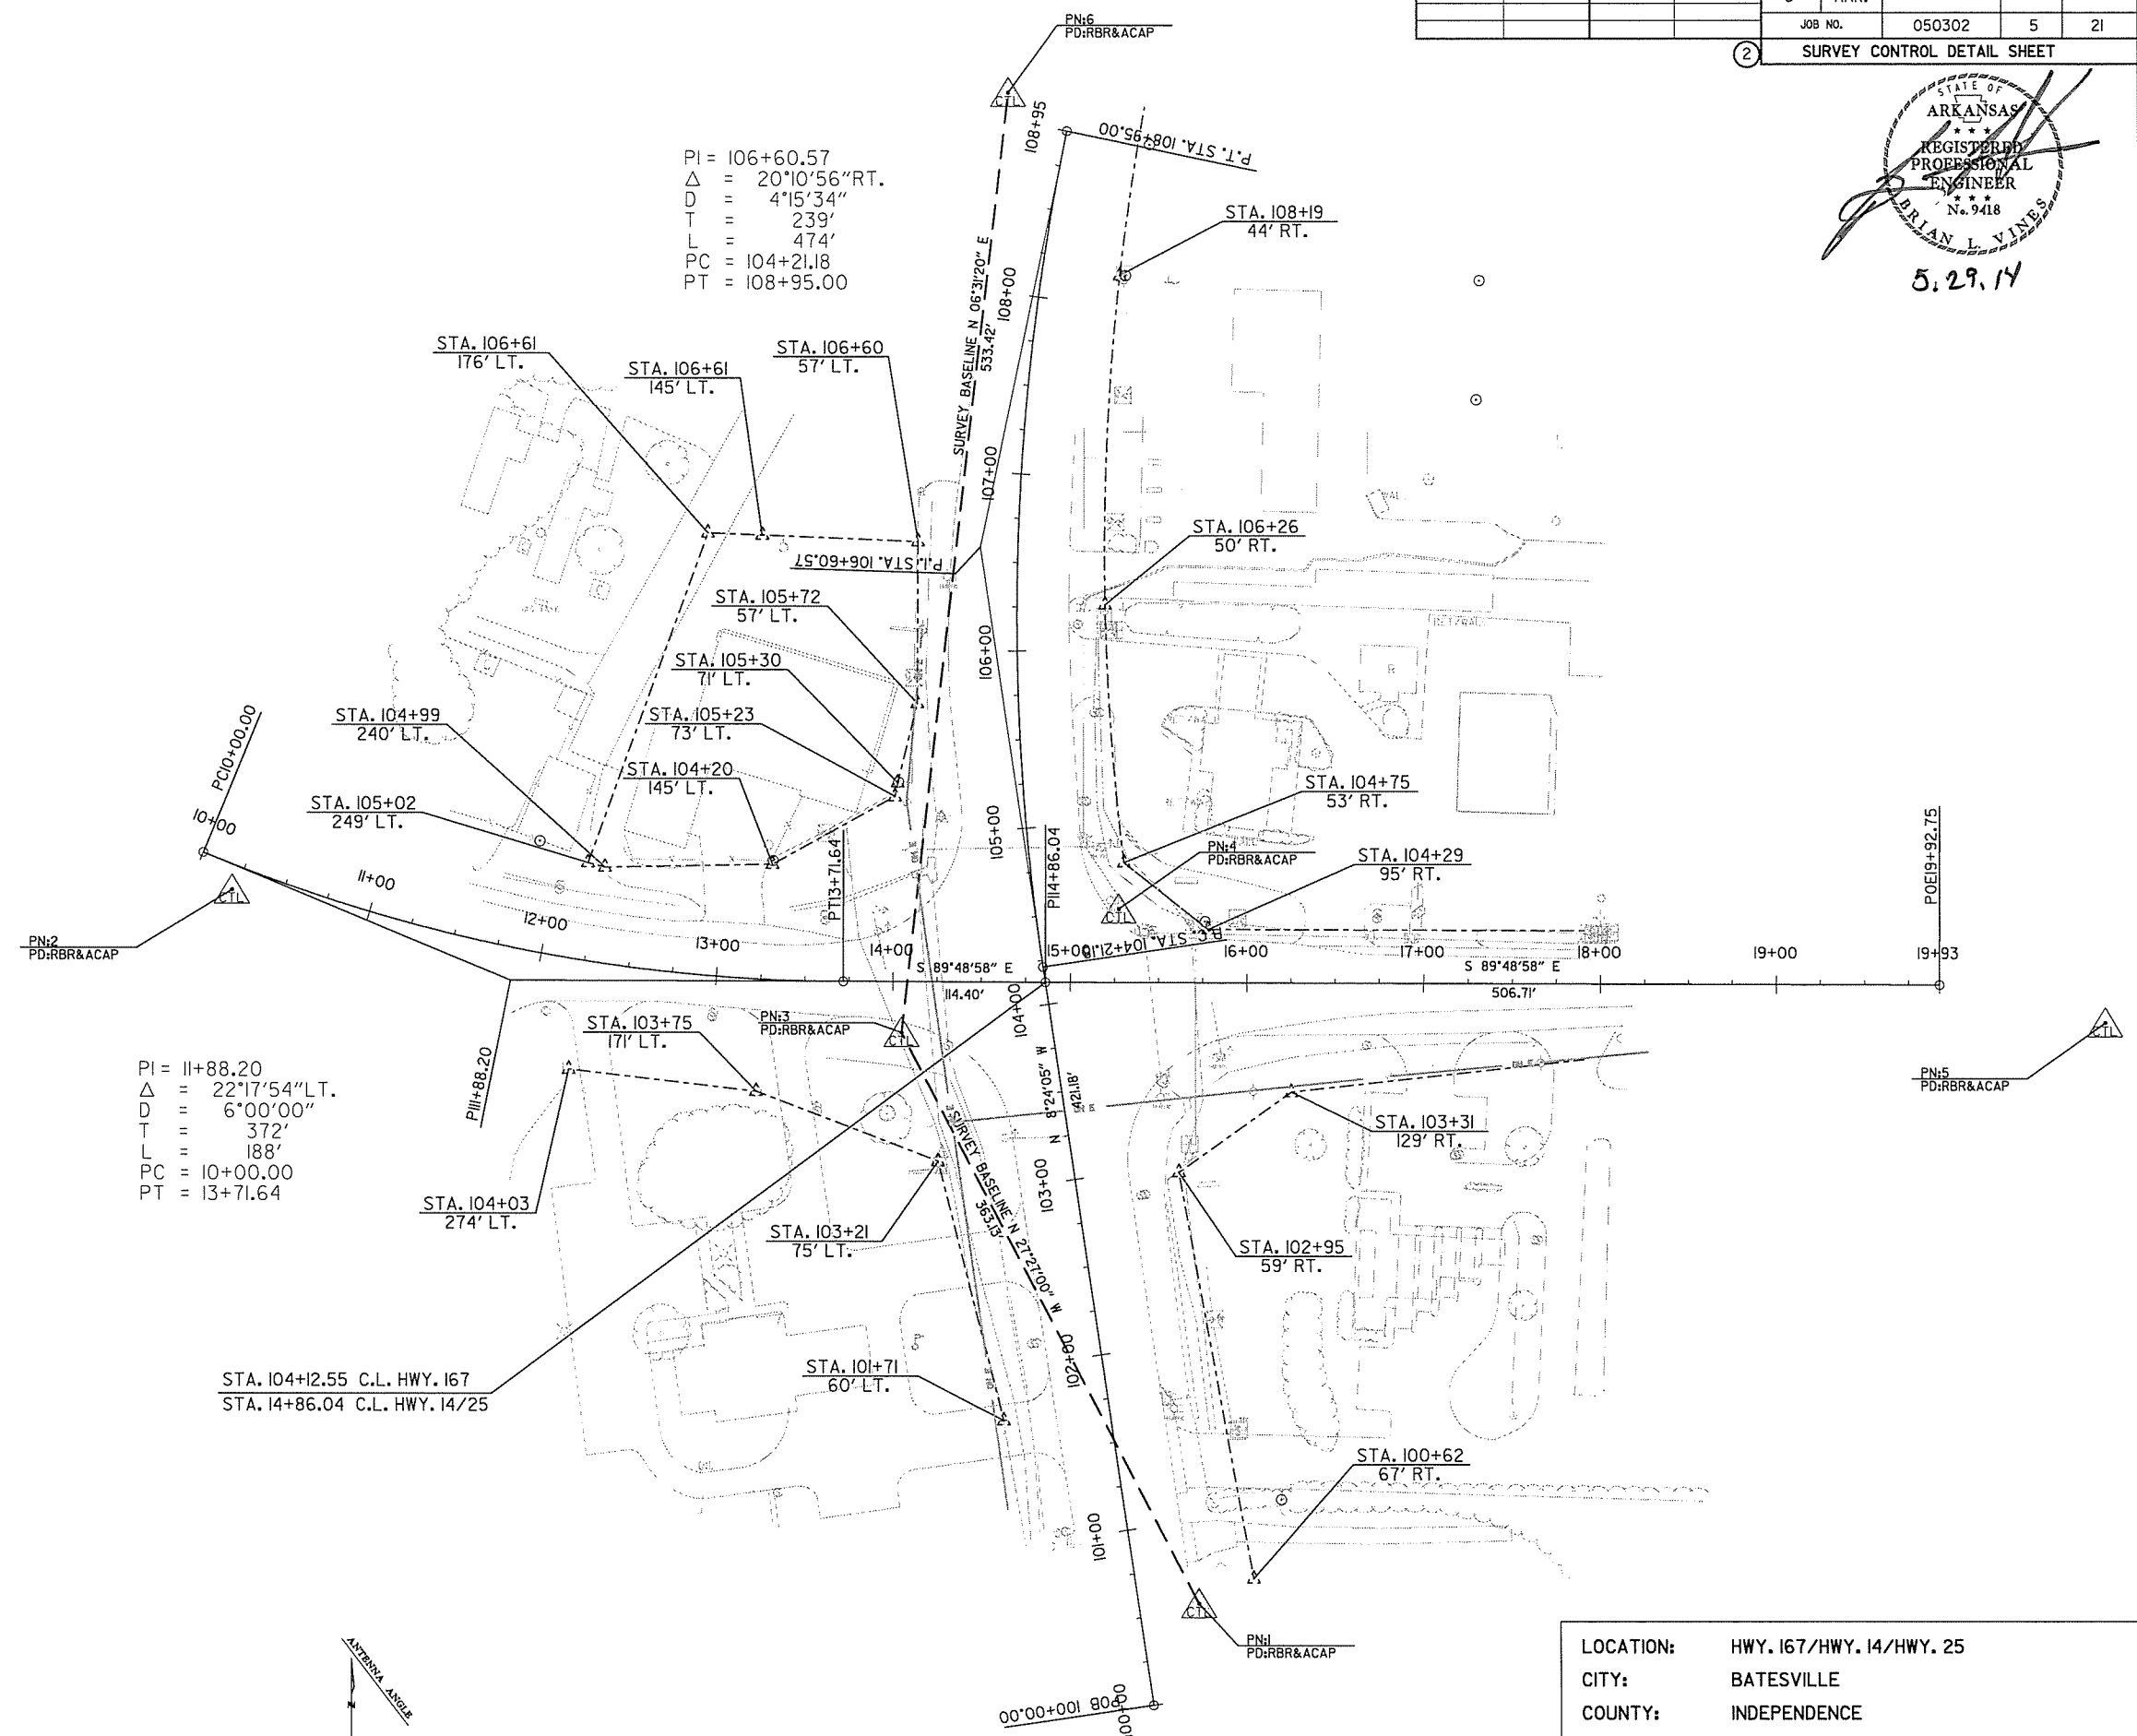 PN:6
PD:RBR&ACAP
JOB NO. 050302 5 21
2 SURVEY CONTROL DETAIL SHEET
STATE OF
ARKANSAS
REGISTERED
PROFESSIONAL
ENGINEER
No. 9418
BRIAN L. VINES
5.29.14
CTL
108+95
P.T. STA. 108+95.00
PI = 106+60.57
Δ = 20°10'56"RT.
D = 4°15'34"
T = 239'
L = 474'
PC = 104+21.18
PT = 108+95.00
STA. 108+19
44' RT.
SURVEY BASELINE N 06°31'20" E
533.42'
108+00
STA. 106+61
176' LT.
STA. 106+61
145' LT.
STA. 106+60
57' LT.
107+00
STA. 106+26
50' RT.
P.I. STA. 106+60.57
STA. 105+72
57' LT.
RET/WALL
106+00
STA. 105+30
71' LT.
R
STA. 105+23
73' LT.
STA. 104+99
240' LT.
PC10+00.00
STA. 104+20
145' LT.
STA. 104+75
53' RT.
STA. 105+02
249' LT.
10+00
105+00
PT13+71.64
PI14+86.04
PN:4
PD:RBR&ACAP
STA. 104+29
95' RT.
POE19+92.75
11+00
CTL
CTL
12+00
13+00
14+00
15+00
P.C. STA. 104+21.18
16+00
17+00
18+00
19+00
19+93
PN:2
PD:RBR&ACAP
S 89°48'58" E
114.40'
S 89°48'58" E
506.71'
104+00
PN:3
PD:RBR&ACAP
CTL
STA. 103+75
171' LT.
CTL
PN:5
PD:RBR&ACAP
PI11+88.20
PI = 11+88.20
Δ = 22°17'54"LT.
D = 6°00'00"
T = 372'
L = 188'
PC = 10+00.00
PT = 13+71.64
N 8°24'05" W
421.18'
STA. 103+31
129' RT.
SURVEY BASELINE N 27°27'00" W
363.13'
103+00
STA. 104+03
274' LT.
STA. 103+21
75' LT.
STA. 102+95
59' RT.
102+00
STA. 101+71
60' LT.
STA. 104+12.55 C.L. HWY. 167
STA. 14+86.04 C.L. HWY. 14/25
STA. 100+62
67' RT.
101+00
CTL
PN:1
PD:RBR&ACAP
ANTENNA ANGLE
N
POB 100+00.00
LOCATION: HWY. 167/HWY. 14/HWY. 25
CITY: BATESVILLE
COUNTY: INDEPENDENCE